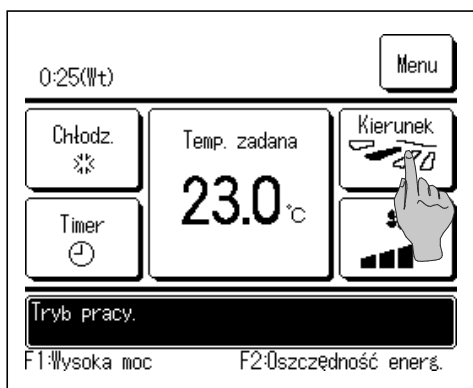 0:25(Wt)
Menu
Chłodz.
Temp. zadana
Kierunek
23.0 °C
Timer
Tryb pracy.
F1:Wysoka moc
F2:Oszczędność energ.